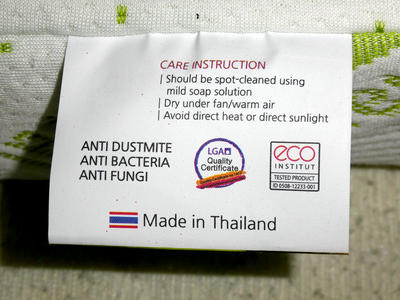 CARE INSTRUCTION
| Should be spot-cleaned using
mild soap solution
| Dry under fan/warm air
| Avoid direct heat or direct sunlight
ANTI DUSTMITE
ANTI BACTERIA
ANTI FUNGI
LGA
Quality
Certificate
eco
INSTITUT
TESTED PRODUCT
ID 0508-12233-001
Made in Thailand